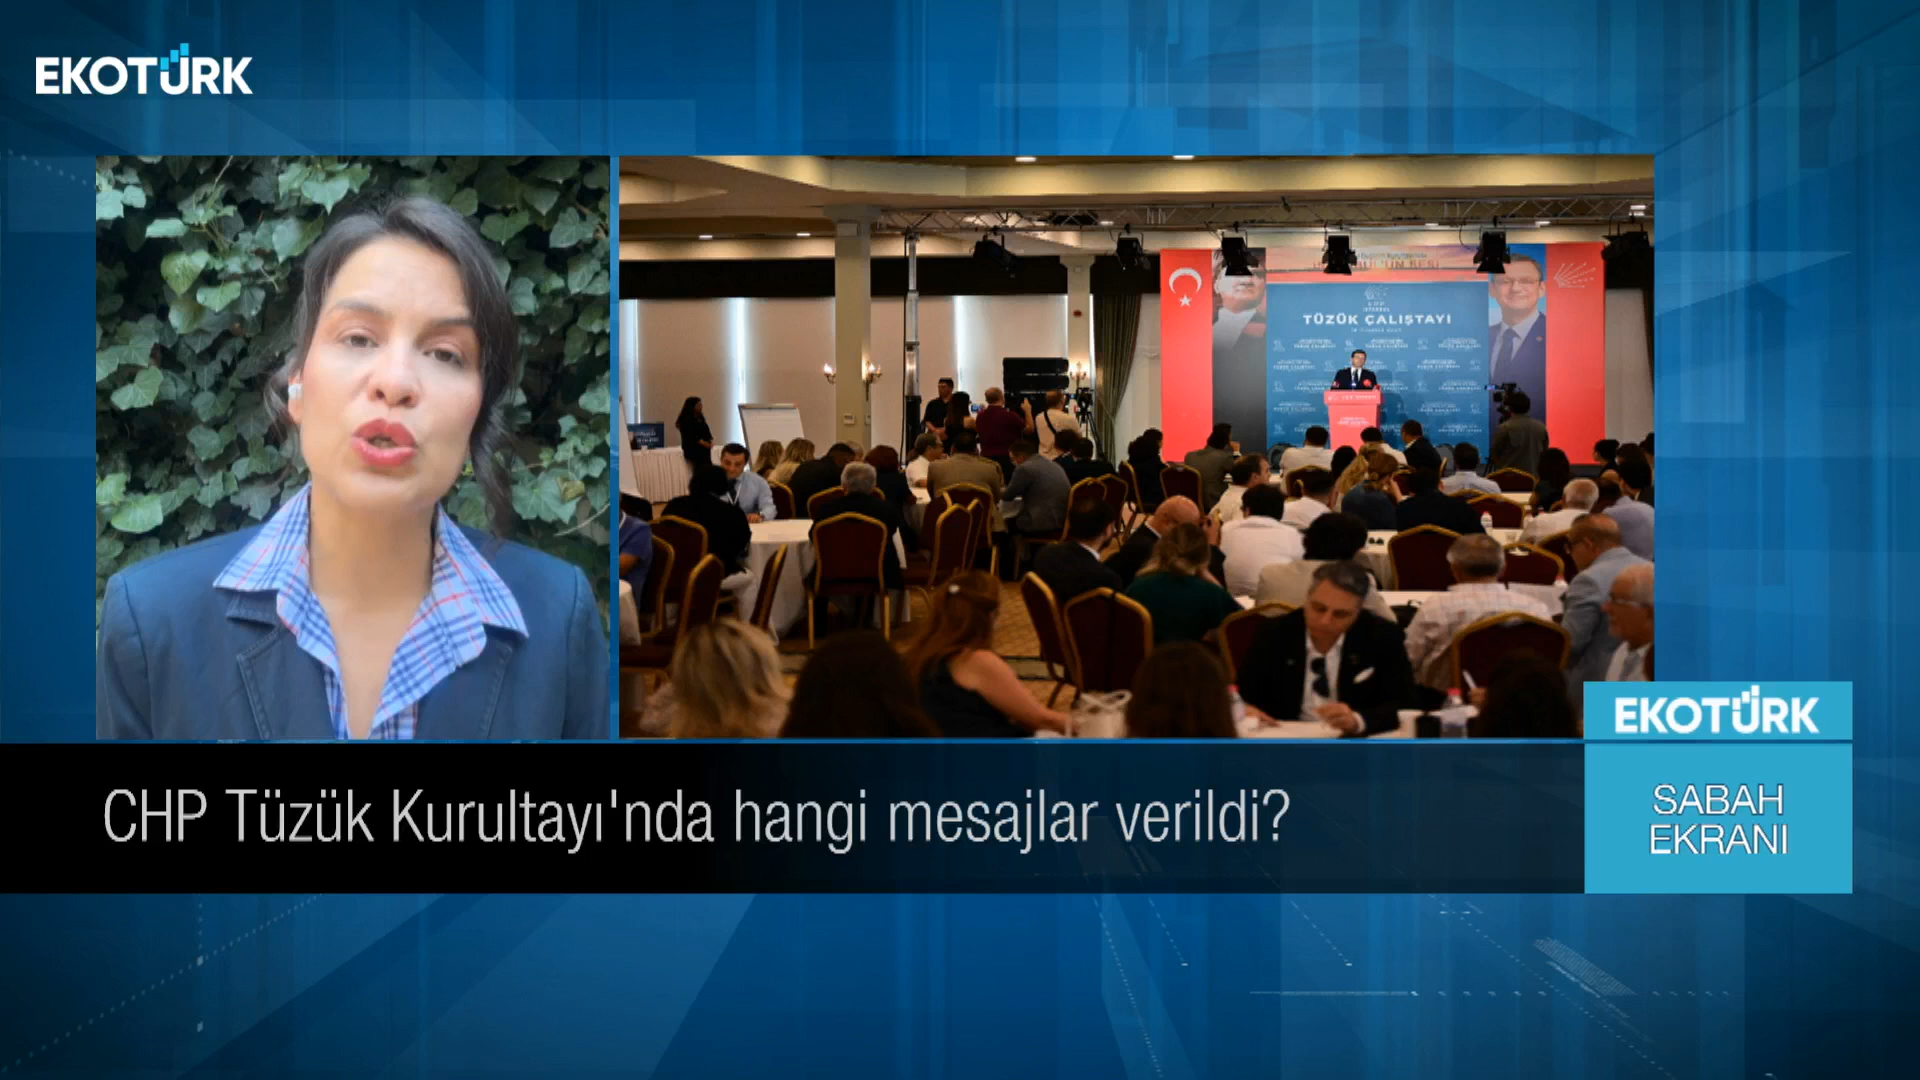 EKOTÜRK
TÜZÜK ÇALIŞTAYI
EKOTÜRK
CHP Tüzük Kurultayı'nda hangi mesajlar verildi?
SABAH
EKRANI